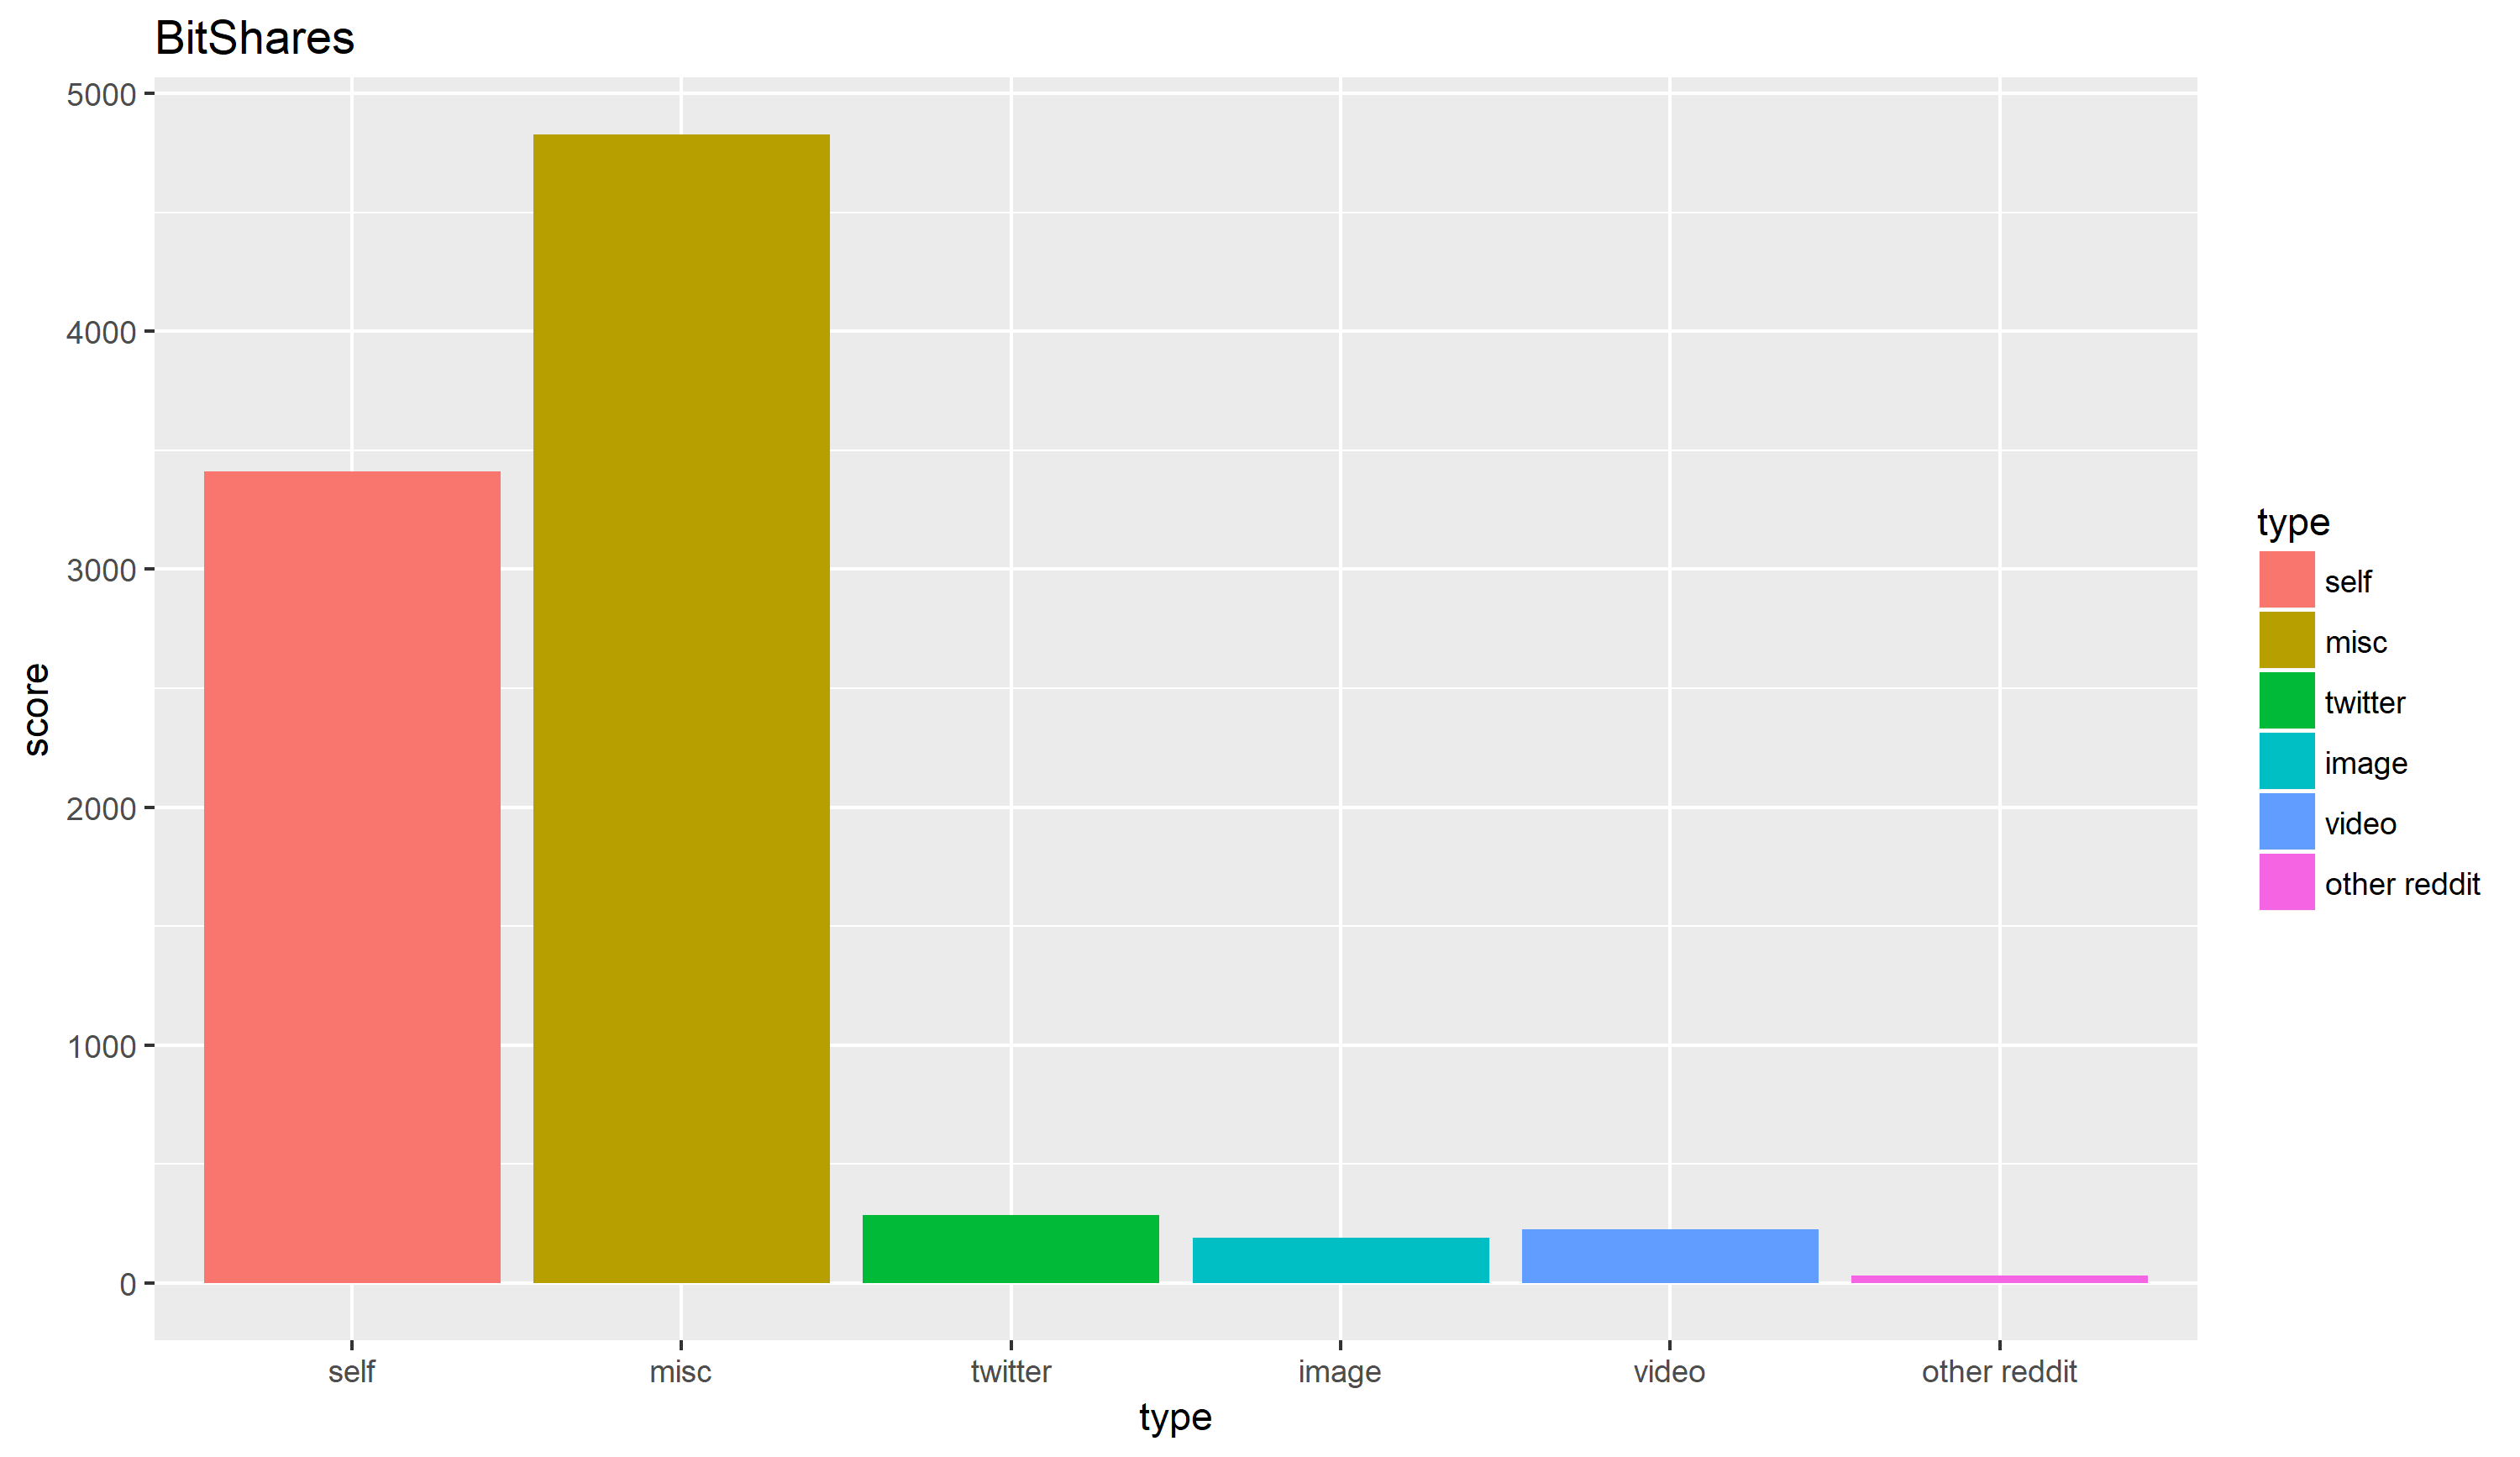 BitShares
5000
4000
3000
2000
1000
0
score
self
misc
twitter
image
video
other reddit
type
type
self
misc
twitter
image
video
other reddit